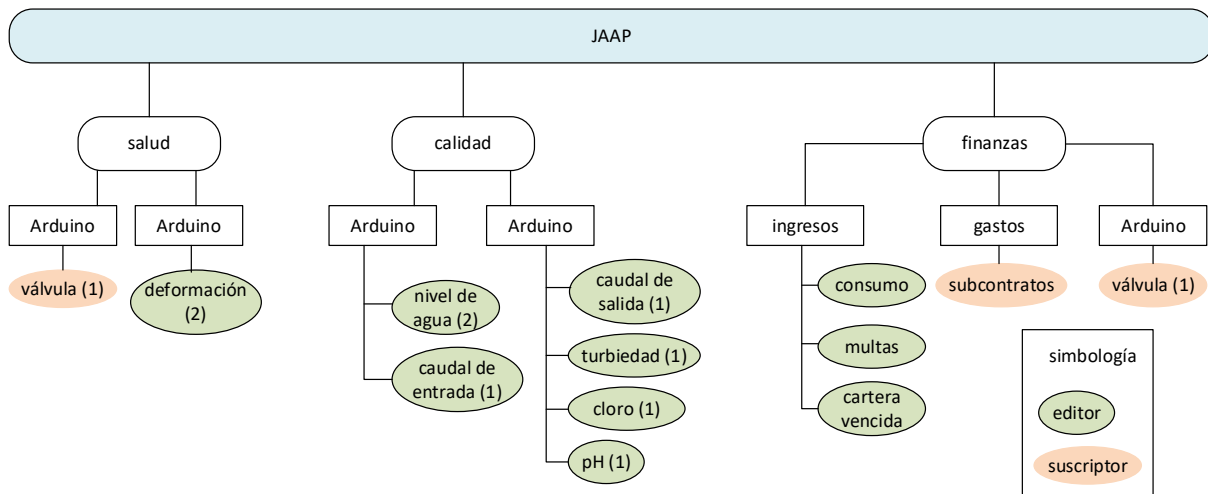 JAAP
salud
calidad
finanzas
Arduino
Arduino
Arduino
Arduino
ingresos
gastos
Arduino
válvula (1)
deformación
(2)
nivel de
agua (2)
caudal de
entrada (1)
caudal de
salida (1)
turbiedad (1)
cloro (1)
pH (1)
consumo
multas
cartera
vencida
subcontratos
válvula (1)
simbología
editor
suscriptor